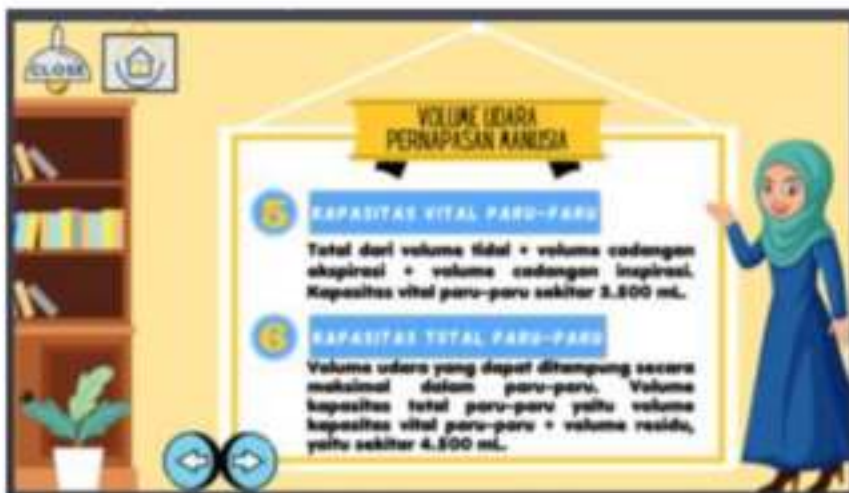 CLOSE
VOLUME UDARA
PERNAPASAN MANUSIA
5 KAPASITAS VITAL PARU-PARU
Total dari volume tidal + volume cadangan
ekspirasi + volume cadangan inspirasi.
Kapasitas vital paru-paru sekitar 3.500 mL.
6 KAPASITAS TOTAL PARU-PARU
Volume udara yang dapat ditampung secara
maksimal dalam paru-paru. Volume
kapasitas total paru-paru yaitu volume
kapasitas vital paru-paru + volume residu,
yaitu sekitar 4.500 mL.